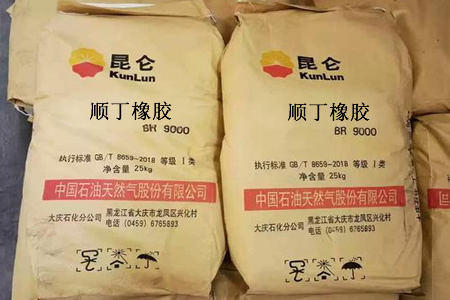 昆仑
KunLun
顺丁橡胶
BR 9000
执行标准 GB/T 8659-2018 等级 I类
净含量 25kg
中国石油天然气股份有限公司
大庆石化分公司 黑龙江省大庆市龙凤区兴化村
电话 (0459) 6765893
昆仑
KunLun
顺丁橡胶
BR 9000
执行标准 GB/T 8659-2018 等级 I类
净含量 25kg
中国石油天然气股份有限公司
大庆石化分公司 黑龙江省大庆市龙凤区兴化村
电话 (0459) 6765893